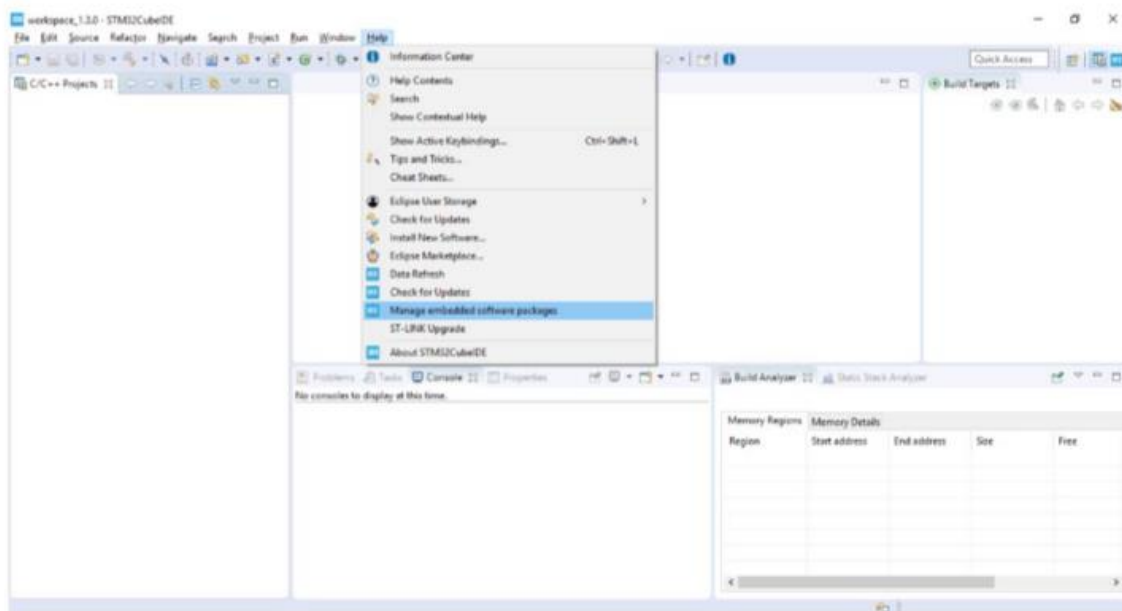 workspace_1.3.0 - STM32CubeIDE
File Edit Source Refactor Navigate Search Project Run Window Help
Quick Access
C/C++ Projects
Build Targets
Information Center
Help Contents
Search
Show Contextual Help
Show Active Keybindings... Ctrl+Shift+L
Tips and Tricks...
Cheat Sheets...
Eclipse User Storage
Check for Updates
Install New Software...
Eclipse Marketplace...
Data Refresh
Check for Updates
Manage embedded software packages
ST-LINK Upgrade
About STM32CubeIDE
Problems Tasks Console Properties
No consoles to display at this time.
Build Analyzer Static Stack Analyzer
Memory Regions Memory Details
Region Start address End address Size Free